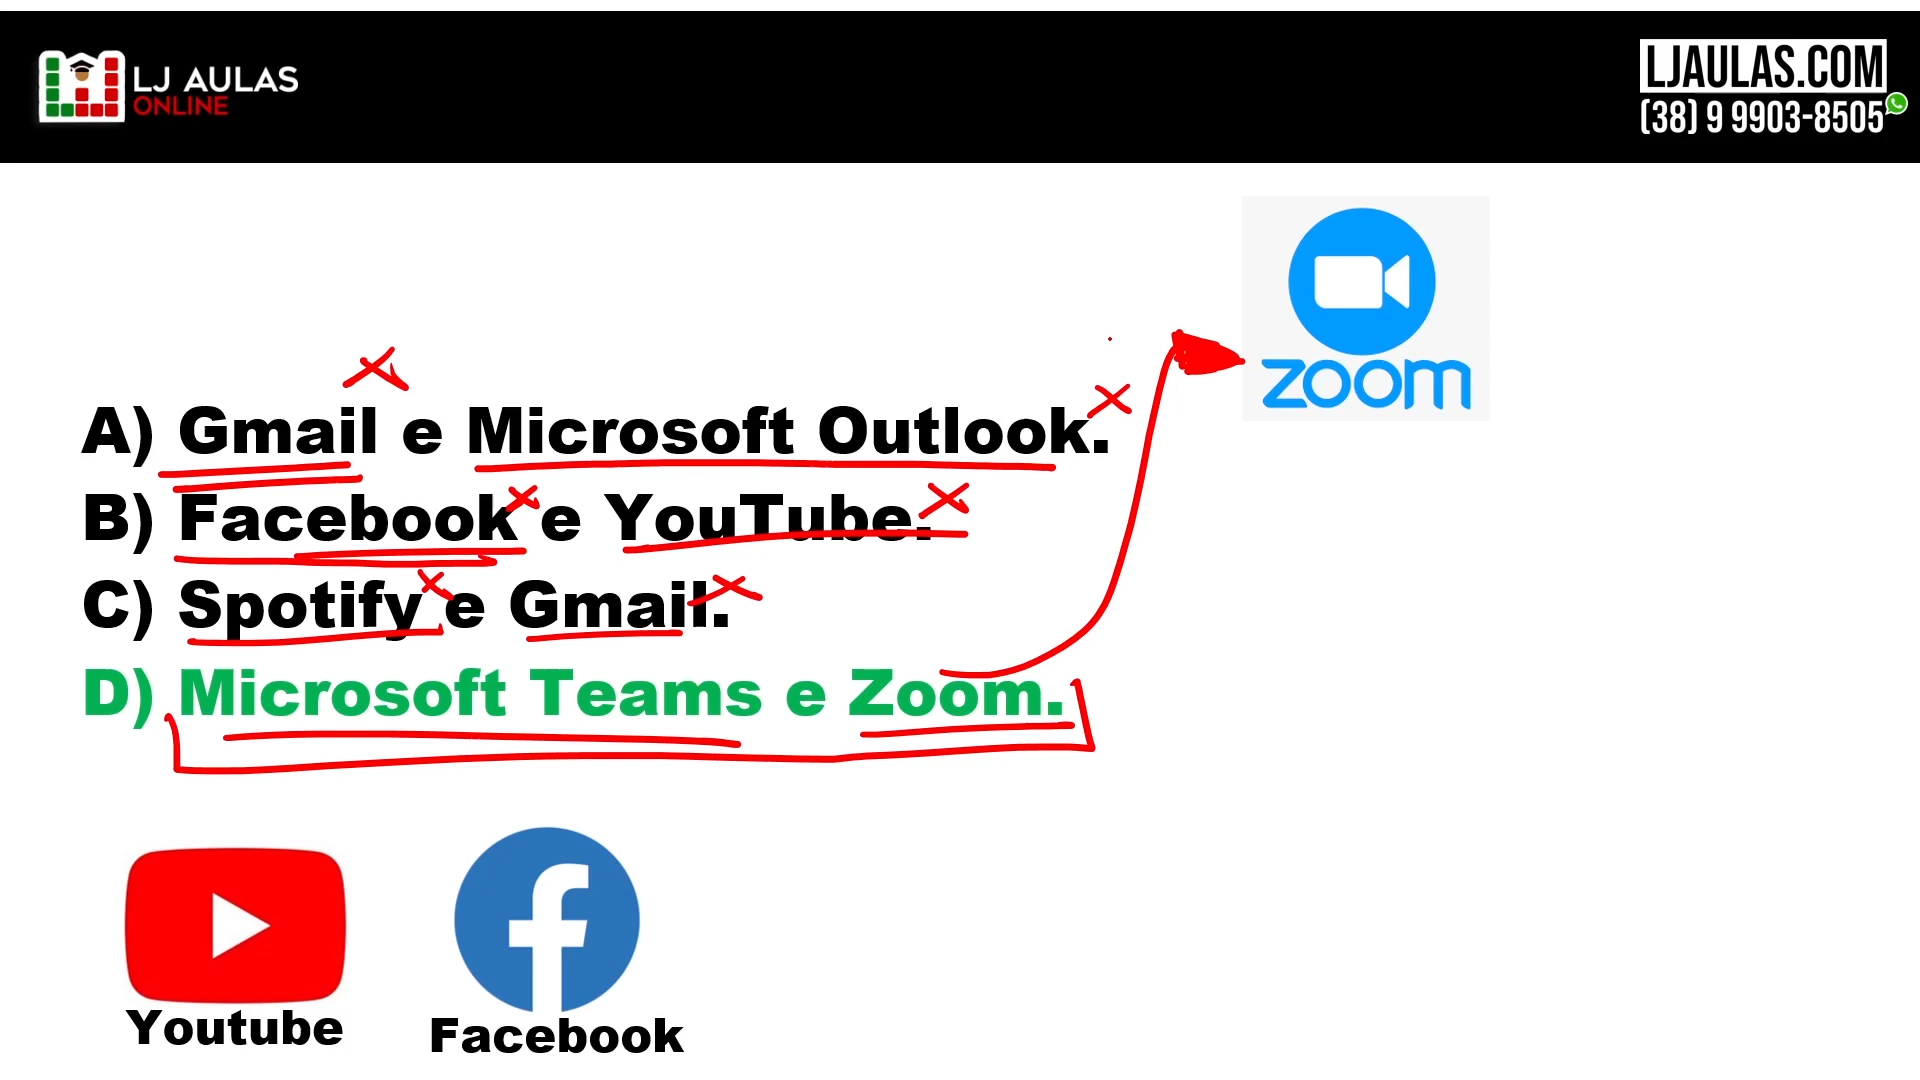 LJ AULAS
ONLINE
LJAULAS.COM
(38) 9 9903-8505
zoom
A) Gmail e Microsoft Outlook.
B) Facebook e YouTube.
C) Spotify e Gmail.
D) Microsoft Teams e Zoom.
Youtube
Facebook